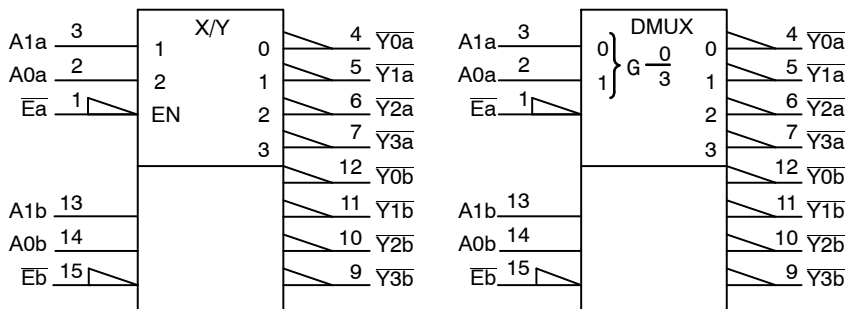 X/Y
A1a 3 1 0 4 Y0a
A0a 2 2 1 5 Y1a
Ea 1 EN 2 6 Y2a
3 7 Y3a
12 Y0b
A1b 13 11 Y1b
A0b 14 10 Y2b
Eb 15 9 Y3b
DMUX
A1a 3 0 } G 0/3 0 4 Y0a
A0a 2 1 1 5 Y1a
Ea 1 2 6 Y2a
3 7 Y3a
12 Y0b
A1b 13 11 Y1b
A0b 14 10 Y2b
Eb 15 9 Y3b